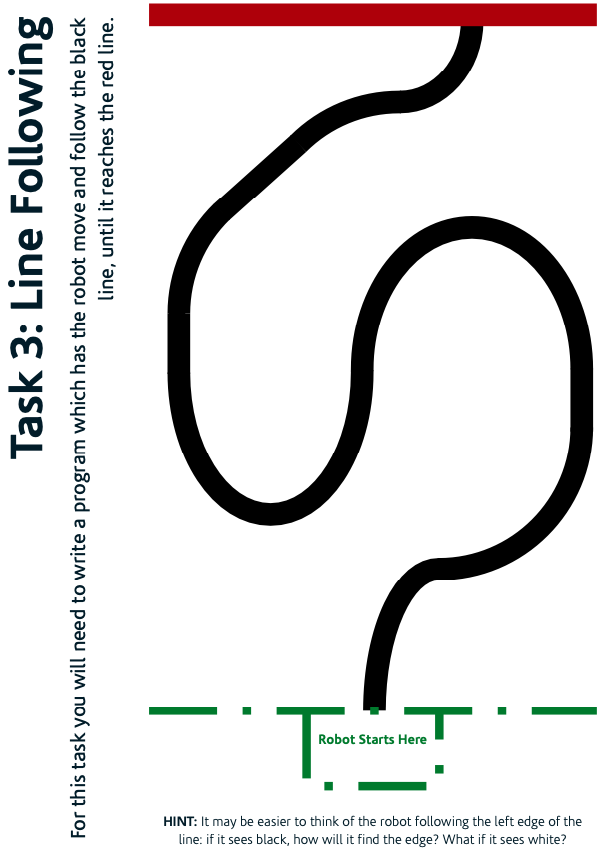 Task 3: Line Following
For this task you will need to write a program which has the robot move and follow the black
line, until it reaches the red line.
Robot Starts Here
HINT: It may be easier to think of the robot following the left edge of the
line: if it sees black, how will it find the edge? What if it sees white?